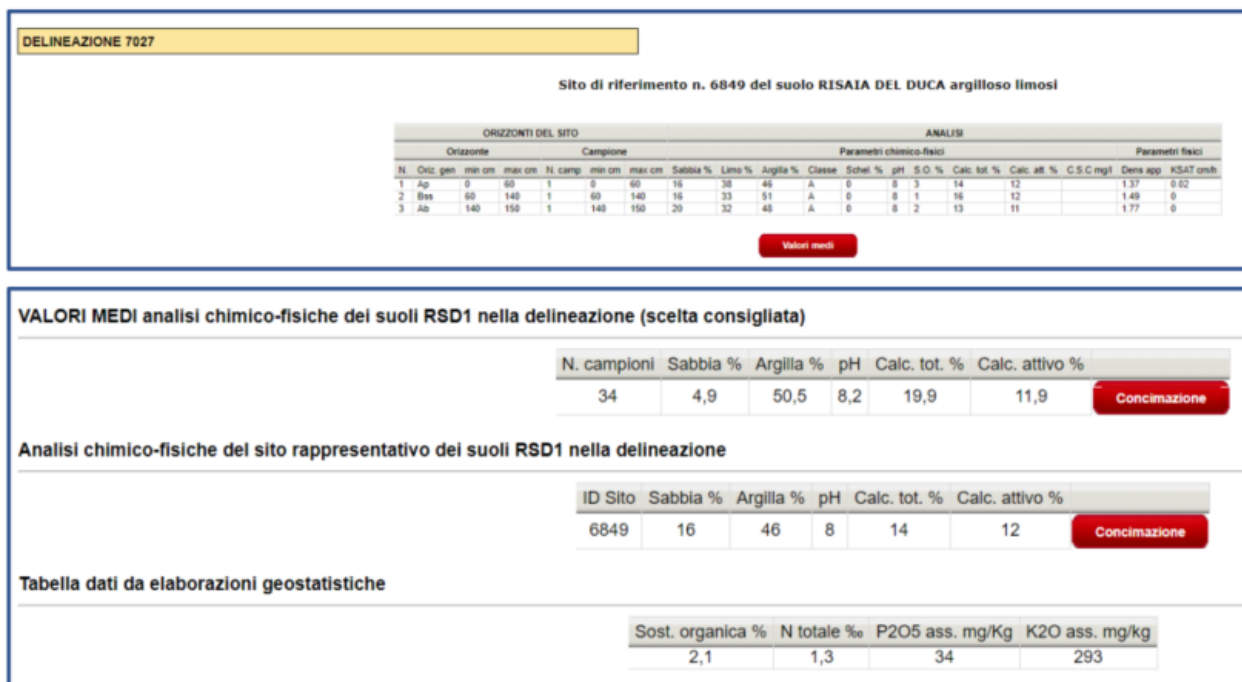 DELINEAZIONE 7027
Sito di riferimento n. 6849 del suolo RISAIA DEL DUCA argilloso limosi
ORIZZONTI DEL SITO ANALISI
Orizzonte Campione Parametri chimico-fisici Parametri fisici
N. Oriz. gen min cm max cm N. camp min cm max cm Sabbia % Limo % Argilla % Classe Schel. % pH S.O. % Calc. tot. % Calc. att. % C.S.C mg/l Dens app KSAT cm/h
1 Ap 0 60 1 0 60 16 38 46 A 0 8 3 14 12 1.37 0.02
2 Bss 60 140 1 60 140 16 33 51 A 0 8 1 16 12 1.49 0
3 Ab 140 150 1 140 150 20 32 48 A 0 8 2 13 11 1.77 0
Valori medi
VALORI MEDI analisi chimico-fisiche dei suoli RSD1 nella delineazione (scelta consigliata)
N. campioni Sabbia % Argilla % pH Calc. tot. % Calc. attivo %
34 4,9 50,5 8,2 19,9 11,9 Concimazione
Analisi chimico-fisiche del sito rappresentativo dei suoli RSD1 nella delineazione
ID Sito Sabbia % Argilla % pH Calc. tot. % Calc. attivo %
6849 16 46 8 14 12 Concimazione
Tabella dati da elaborazioni geostatistiche
Sost. organica % N totale ‰ P2O5 ass. mg/Kg K2O ass. mg/kg
2,1 1,3 34 293